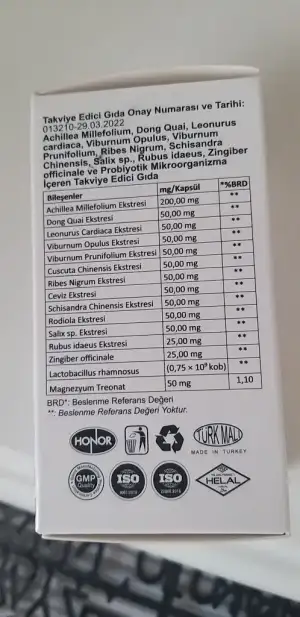 Takviye Edici Gıda Onay Numarası ve Tarihi:
013210-29.03.2022
Achillea Millefolium, Dong Quai, Leonurus
cardiaca, Viburnum Opulus, Viburnum
Prunifolium, Ribes Nigrum, Schisandra
Chinensis, Salix sp., Rubus idaeus, Zingiber
officinale ve Probiyotik Mikroorganizma
İçeren Takviye Edici Gıda
Bileşenler mg/Kapsül *%BRD
Achillea Millefolium Ekstresi 200,00 mg **
Dong Quai Ekstresi 50,00 mg **
Leonurus Cardiaca Ekstresi 50,00 mg **
Viburnum Opulus Ekstresi 50,00 mg **
Viburnum Prunifolium Ekstresi 50,00 mg **
Cuscuta Chinensis Ekstresi 50,00 mg **
Ribes Nigrum Ekstresi 50,00 mg **
Ceviz Ekstresi 50,00 mg **
Schisandra Chinensis Ekstresi 50,00 mg **
Rodiola Ekstresi 50,00 mg **
Salix sp. Ekstresi 50,00 mg **
Rubus idaeus Ekstresi 25,00 mg **
Zingiber officinale 25,00 mg **
Lactobacillus rhamnosus (0,75 x 10⁹ kob) **
Magnezyum Treonat 50 mg 1,10
BRD*: Beslenme Referans Değeri
**: Beslenme Referans Değeri Yoktur.
HONOR
TÜRK MALI
MADE IN TURKEY
GMP
Quality
ISO
ISO
HELAL